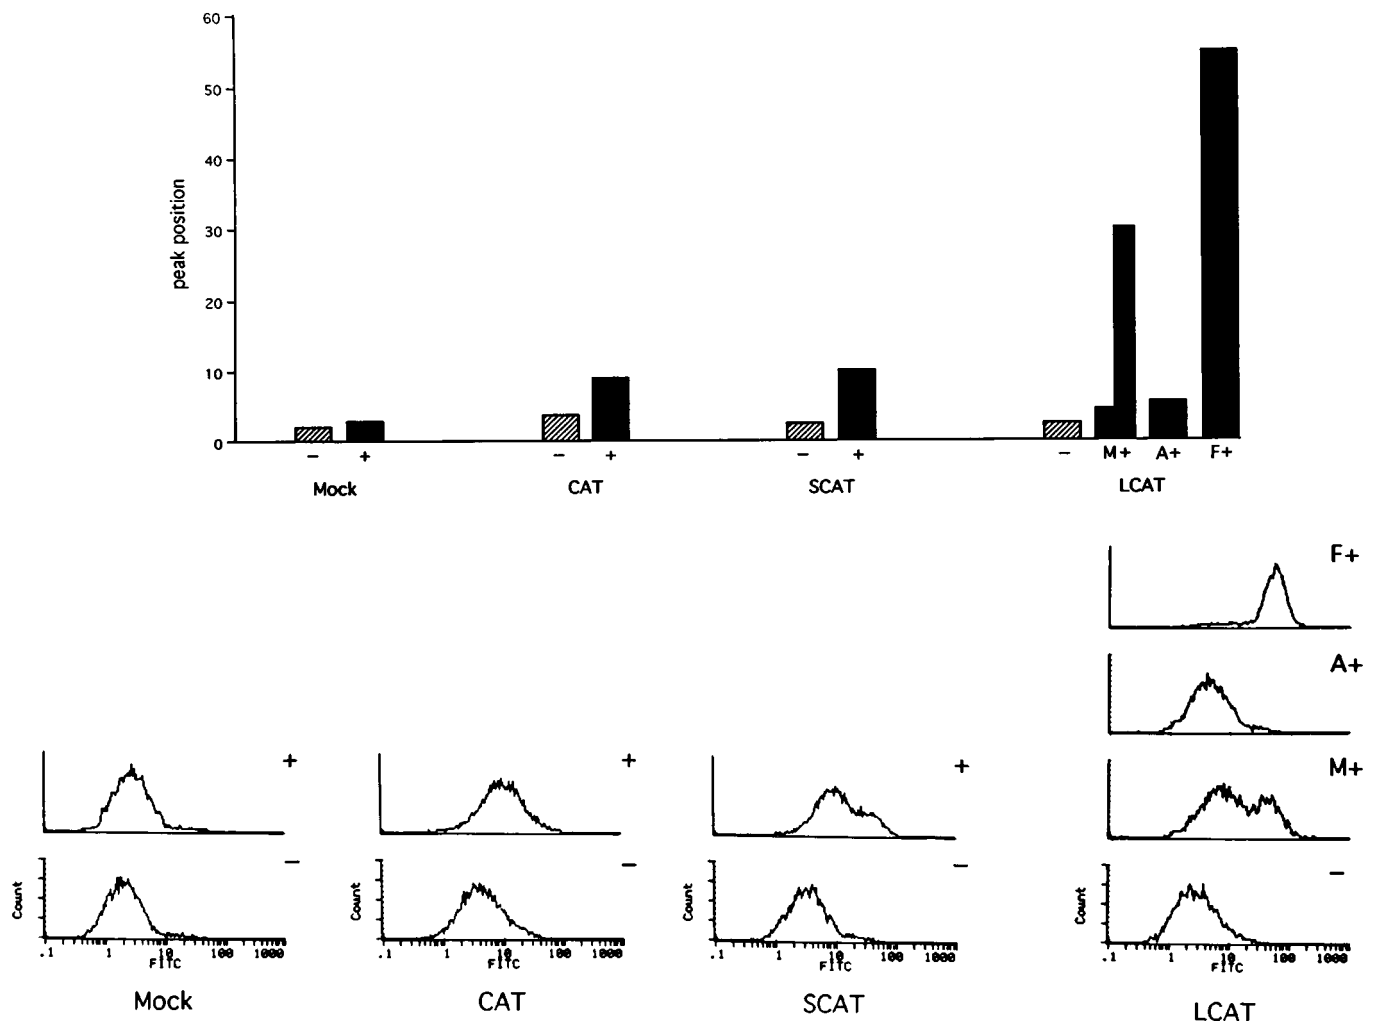 60
50
40
30
20
10
0
peak position
− + − + − + − M+ A+ F+
Mock CAT SCAT LCAT
F+
A+
+ + + M+
− − − −
Count Count Count Count
.1 1 10 100 1000 .1 1 10 100 1000 .1 1 10 100 1000 .1 1 10 100 1000
FITC FITC FITC FITC
Mock CAT SCAT LCAT